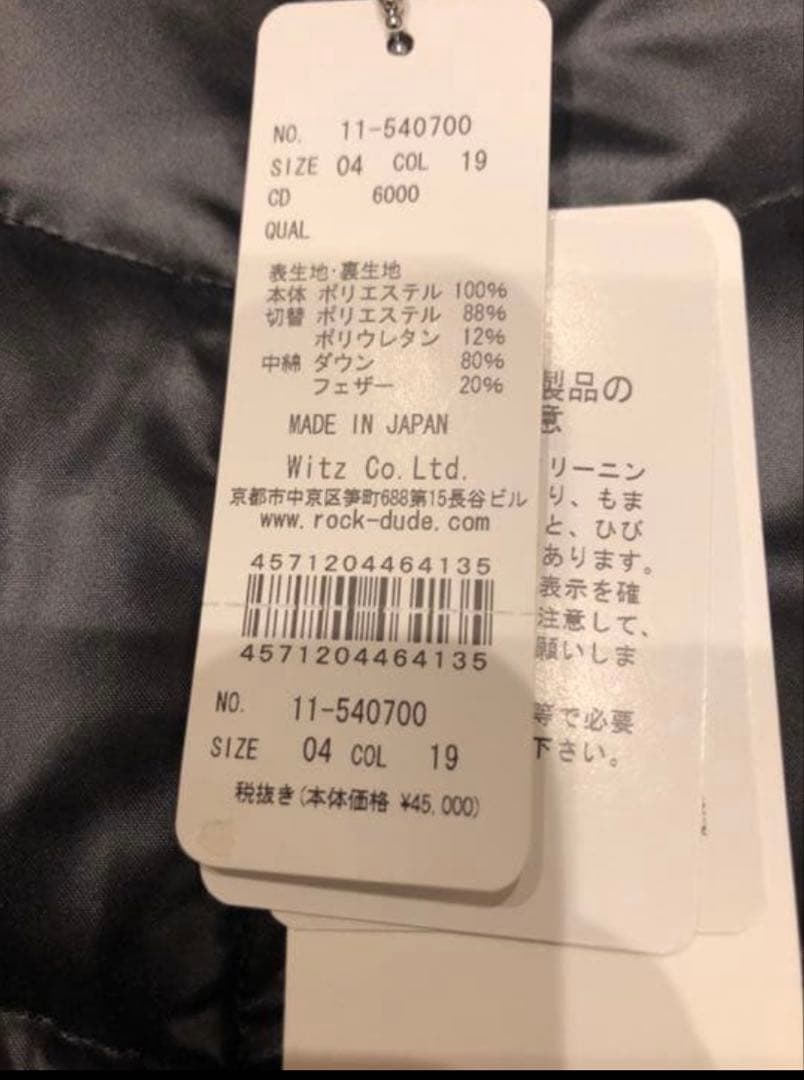 NO. 11-540700
SIZE 04 COL 19
CD 6000
QUAL
表生地・裏生地
本体 ポリエステル 100%
切替 ポリエステル 88%
ポリウレタン 12%
中綿 ダウン 80%
フェザー 20%
MADE IN JAPAN
Witz Co.Ltd.
京都市中京区笋町688第15長谷ビル
www.rock-dude.com
4571204464135
4571204464135
NO. 11-540700
SIZE 04 COL 19
税抜き(本体価格 ¥45,000)
製品の
意
リーニン
り、もま
と、ひび
あります。
表示を確
注意して、
願いしま
等で必要
下さい。